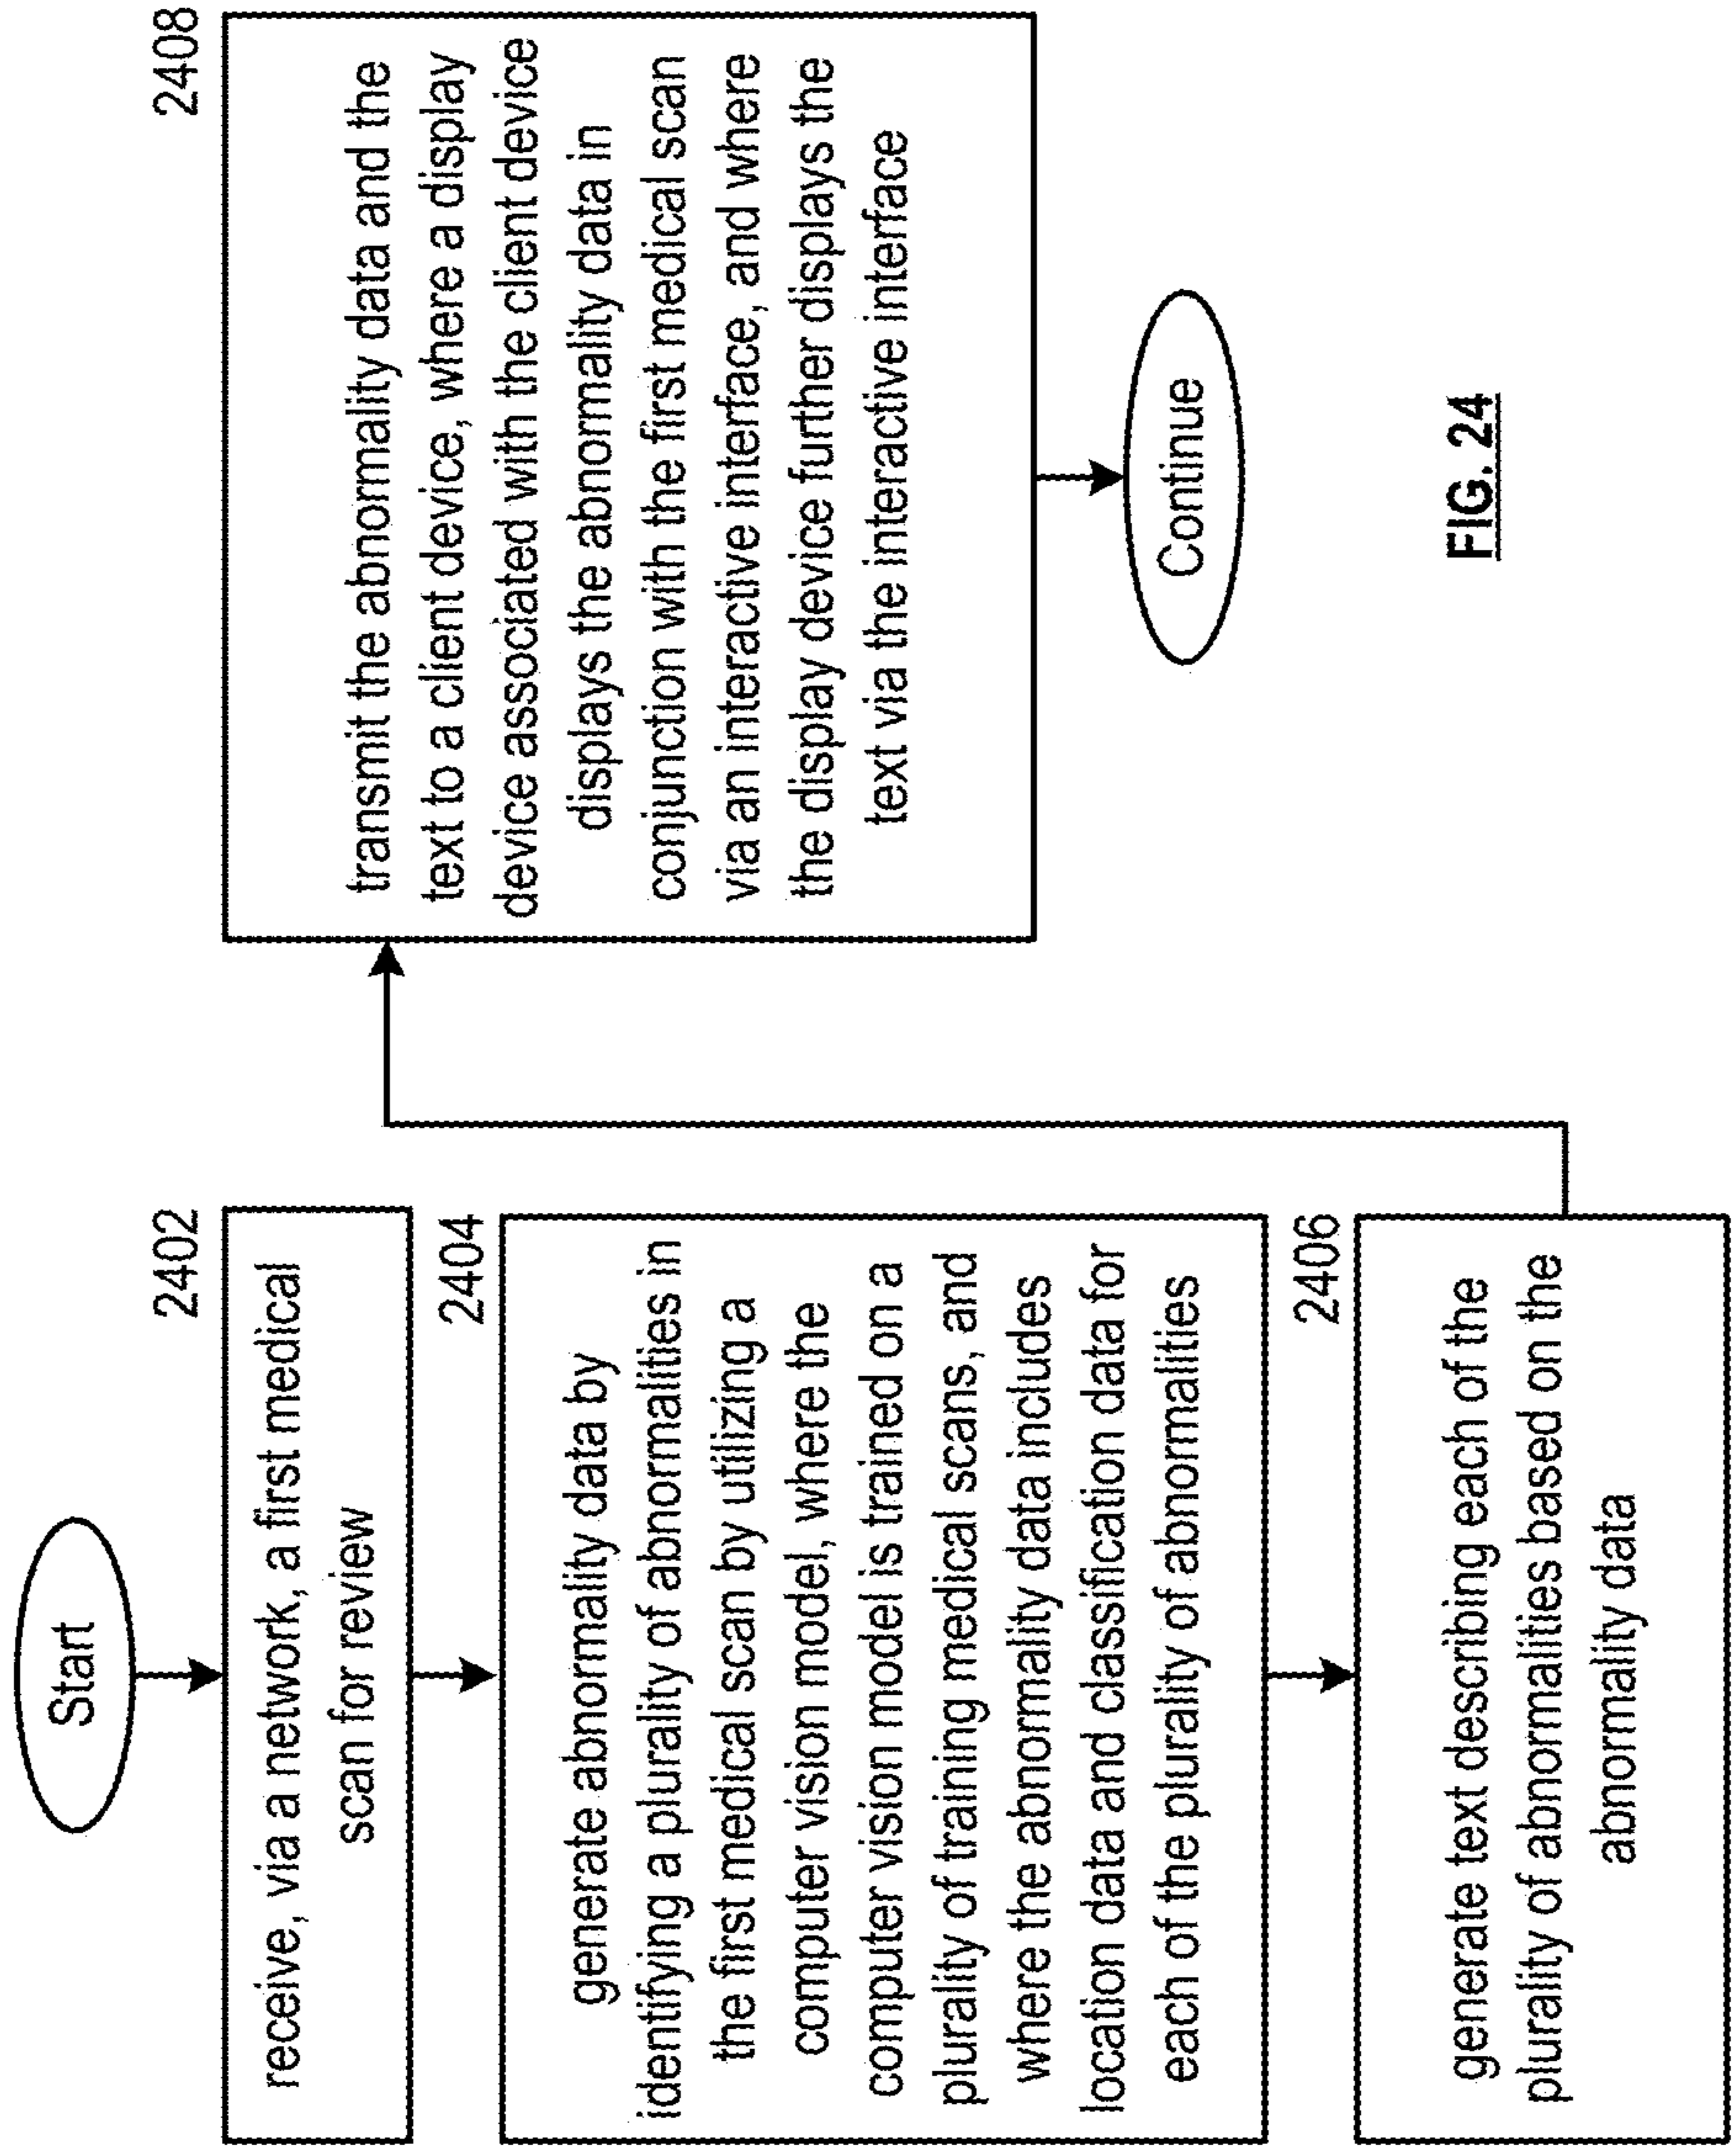 Start
2402
receive, via a network, a first medical
scan for review
2404
generate abnormality data by
identifying a plurality of abnormalities in
the first medical scan by utilizing a
computer vision model, where the
computer vision model is trained on a
plurality of training medical scans, and
where the abnormality data includes
location data and classification data for
each of the plurality of abnormalities
2406
generate text describing each of the
plurality of abnormalities based on the
abnormality data
2408
transmit the abnormality data and the
text to a client device, where a display
device associated with the client device
displays the abnormality data in
conjunction with the first medical scan
via an interactive interface, and where
the display device further displays the
text via the interactive interface
Continue
FIG. 24